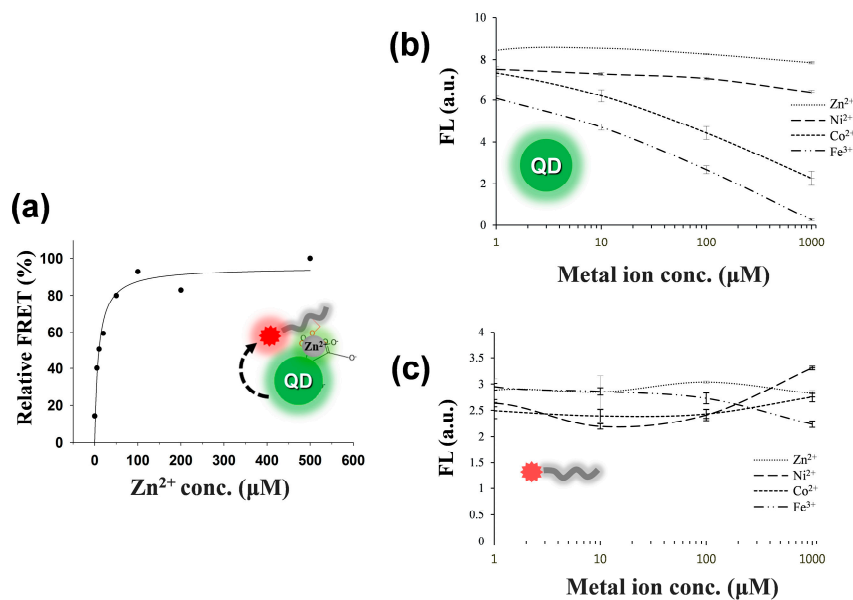 (a)
Relative FRET (%)
100
80
60
40
20
0
0
100
200
300
400
500
600
Zn²⁺ conc. (μM)
Zn²⁺
O⁻
QD
(b)
FL (a.u.)
10
8
6
4
2
0
1
10
100
1000
Metal ion conc. (μM)
QD
Zn²⁺
Ni²⁺
Co²⁺
Fe³⁺
(c)
FL (a.u.)
4
3.5
3
2.5
2
1.5
1
0.5
0
1
10
100
1000
Metal ion conc. (μM)
Zn²⁺
Ni²⁺
Co²⁺
Fe³⁺